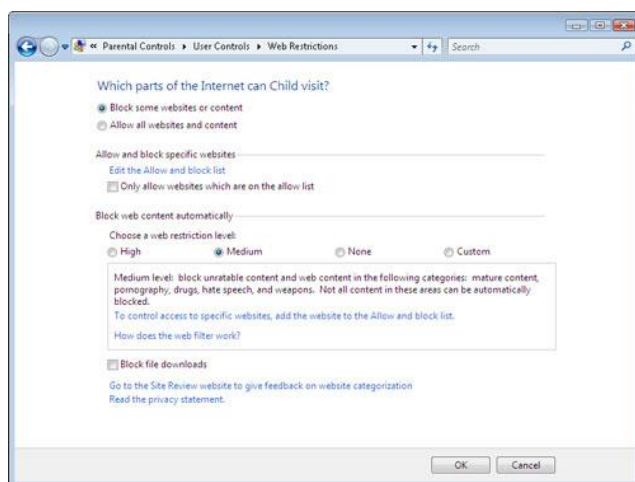 « Parental Controls ▸ User Controls ▸ Web Restrictions
Search
Which parts of the Internet can Child visit?
Block some websites or content
Allow all websites and content
Allow and block specific websites
Edit the Allow and block list
Only allow websites which are on the allow list
Block web content automatically
Choose a web restriction level:
High Medium None Custom
Medium level: block unratable content and web content in the following categories: mature content,
pornography, drugs, hate speech, and weapons. Not all content in these areas can be automatically
blocked.
To control access to specific websites, add the website to the Allow and block list.
How does the web filter work?
Block file downloads
Go to the Site Review website to give feedback on website categorization
Read the privacy statement.
OK Cancel